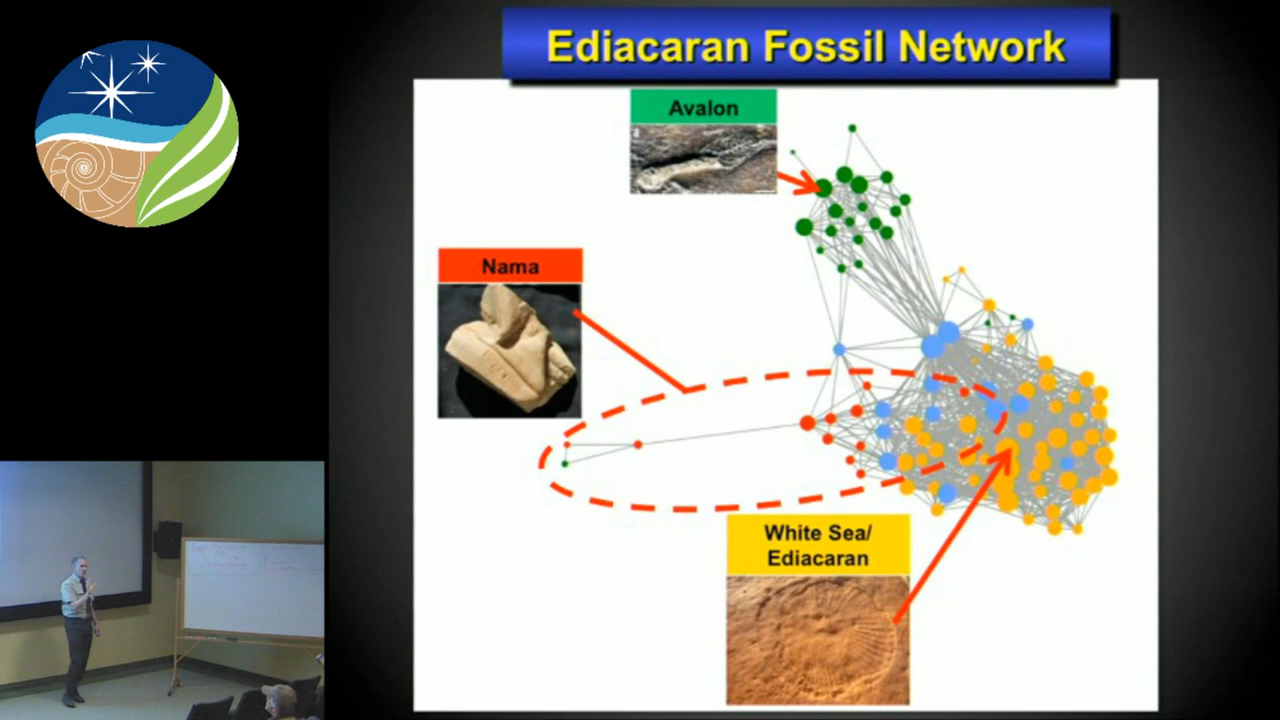 Ediacaran Fossil Network
Avalon
Nama
White Sea/
Ediacaran